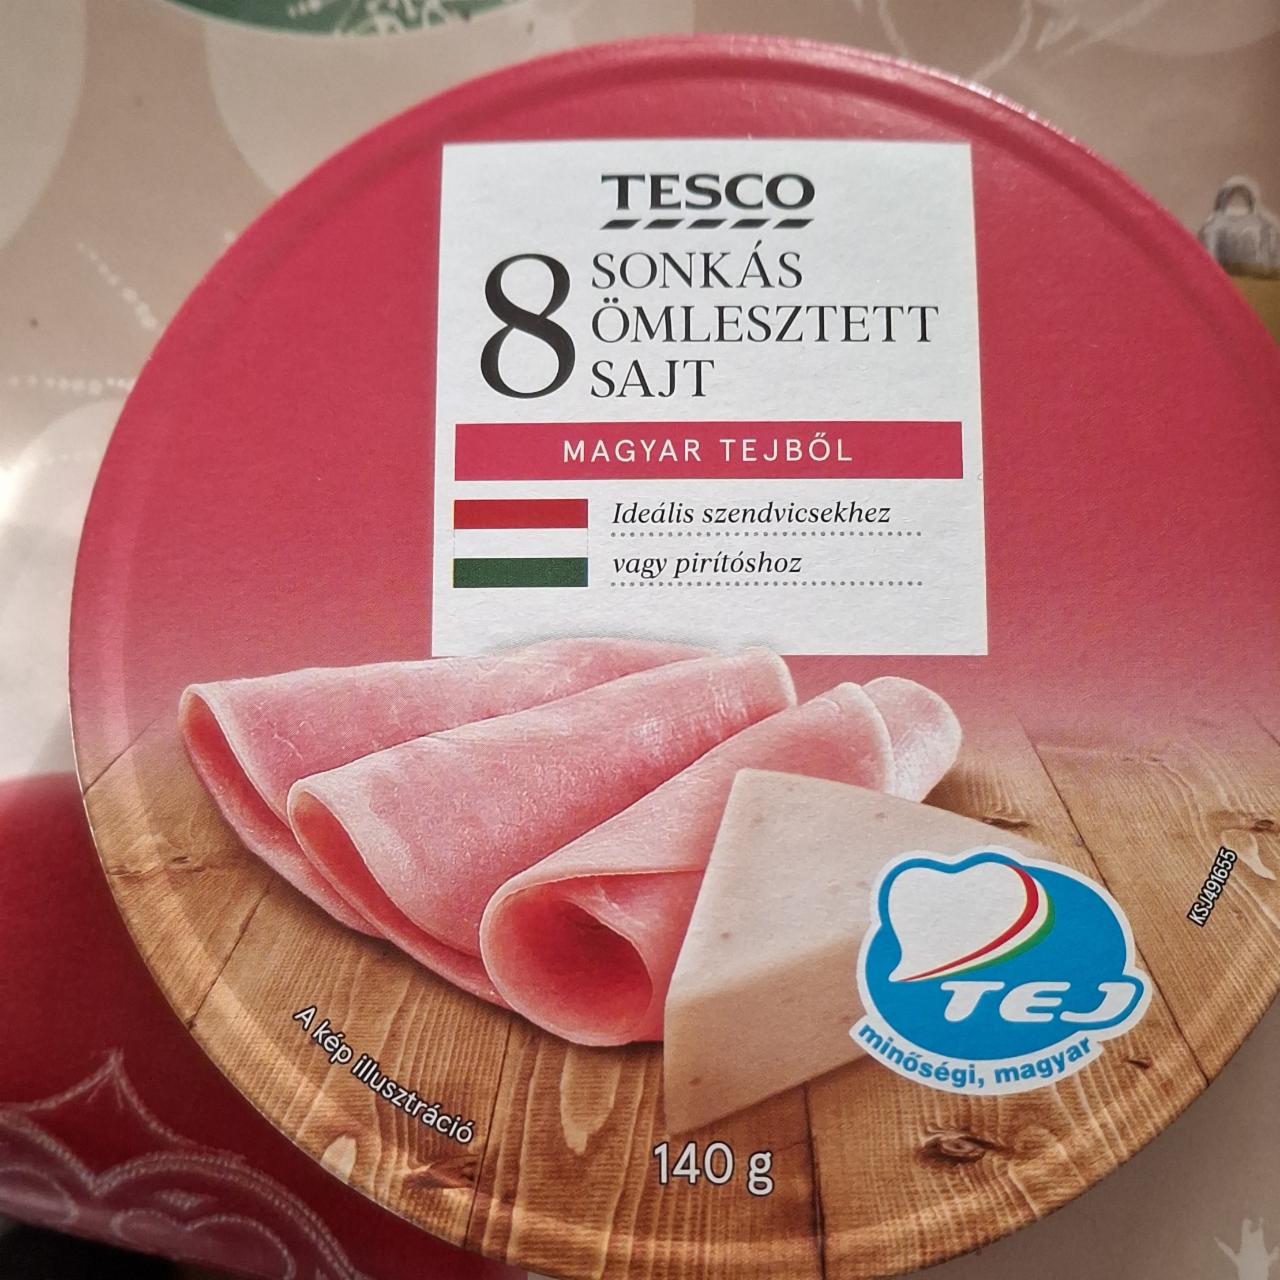 TESCO
8 SONKÁS
ÖMLESZTETT
SAJT
MAGYAR TEJBŐL
Ideális szendvicsekhez
vagy pirítóshoz
KSJ491655
TEJ
minőségi, magyar
A kép illusztráció
140 g